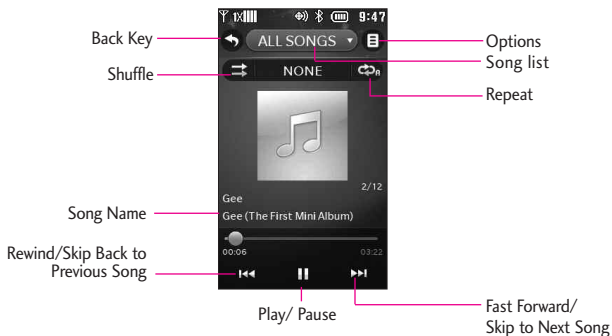 1X 9:47
Back Key
ALL SONGS
Options
Song list
Shuffle
NONE
A
Repeat
2/12
Gee
Song Name
Gee (The First Mini Album)
Rewind/Skip Back to
Previous Song
00:06 03:22
Play/ Pause
Fast Forward/
Skip to Next Song